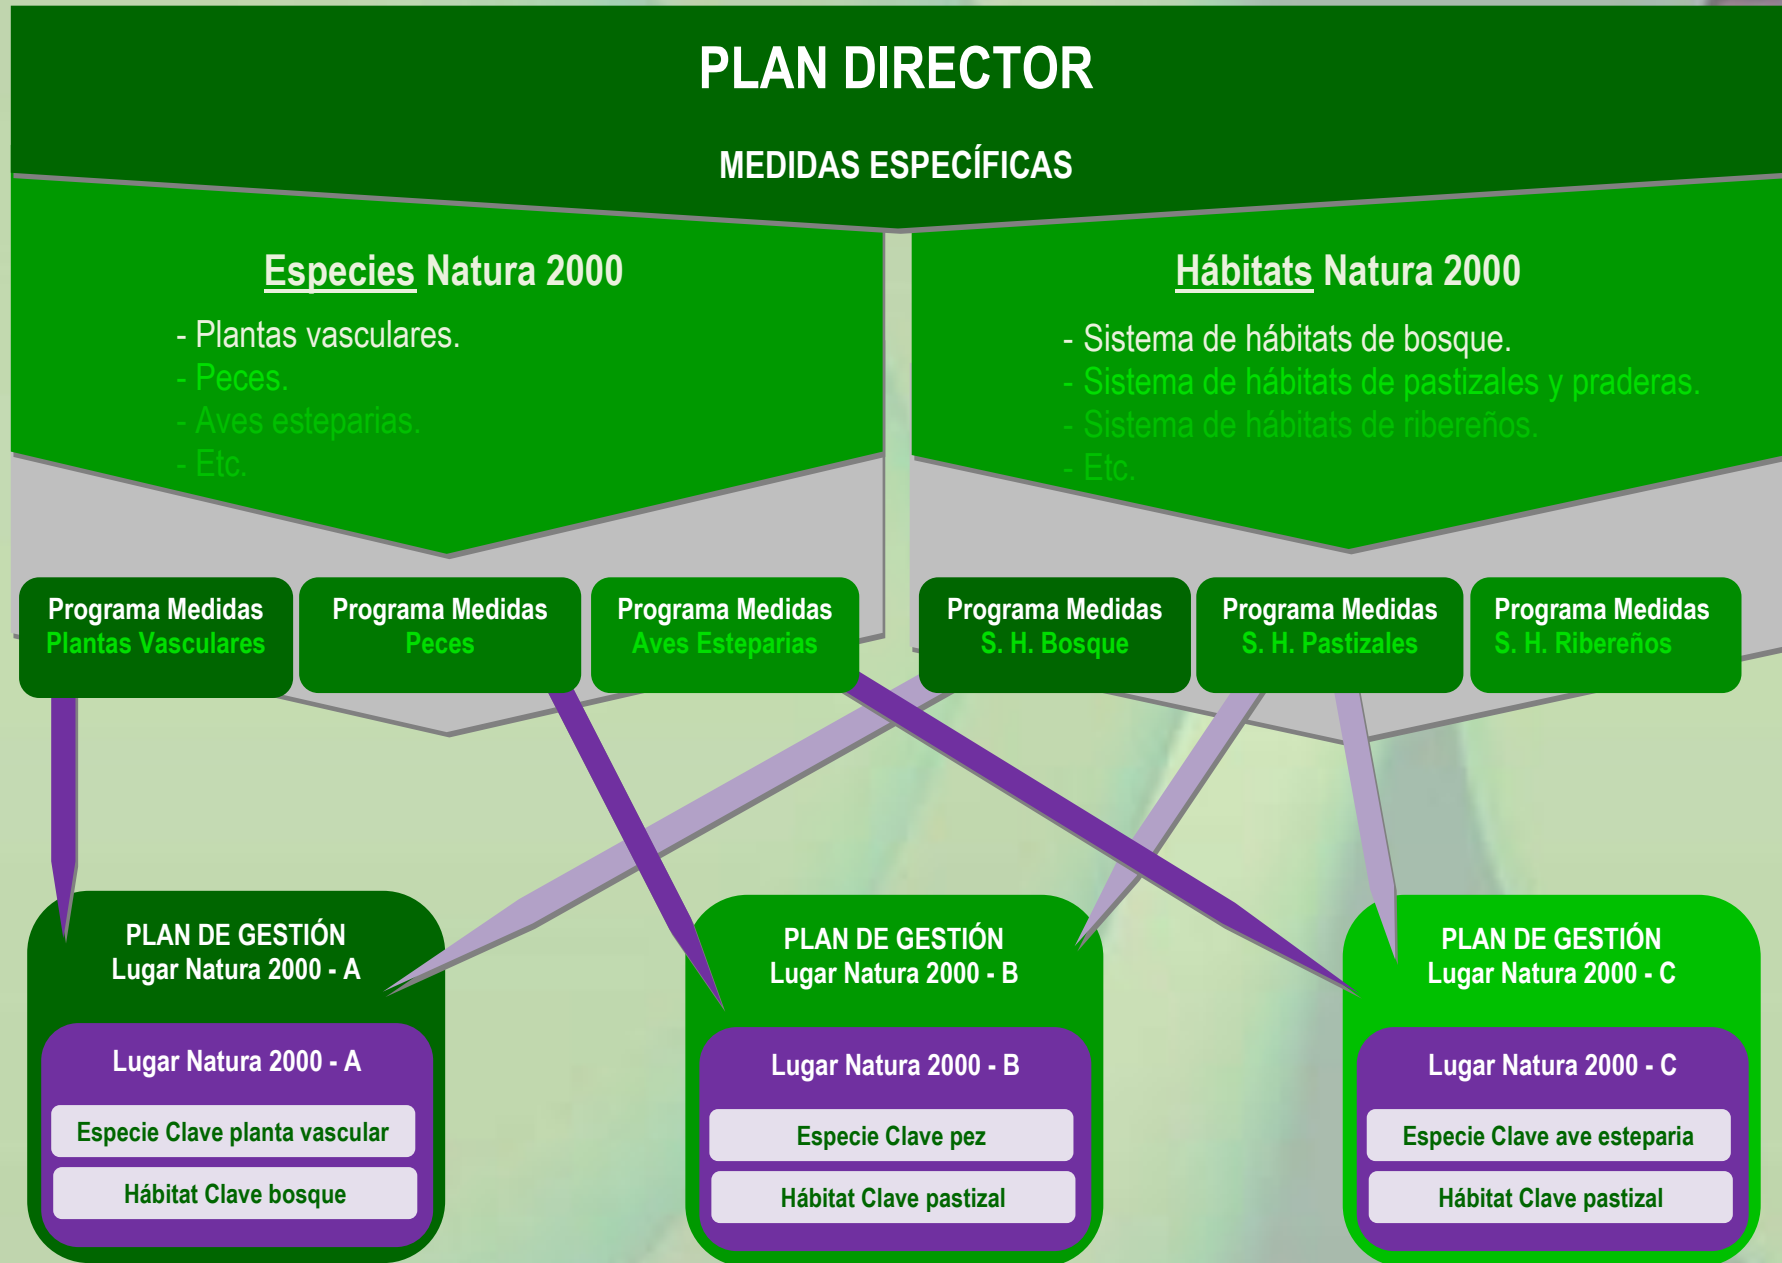 PLAN DIRECTOR
MEDIDAS ESPECÍFICAS
Especies Natura 2000
- Plantas vasculares.
- Peces.
- Aves esteparias.
- Etc.
Hábitats Natura 2000
- Sistema de hábitats de bosque.
- Sistema de hábitats de pastizales y praderas.
- Sistema de hábitats de ribereños.
- Etc.
Programa Medidas
Plantas Vasculares
Programa Medidas
Peces
Programa Medidas
Aves Esteparias
Programa Medidas
S. H. Bosque
Programa Medidas
S. H. Pastizales
Programa Medidas
S. H. Ribereños
PLAN DE GESTIÓN
Lugar Natura 2000 - A
Lugar Natura 2000 - A
Especie Clave planta vascular
Hábitat Clave bosque
PLAN DE GESTIÓN
Lugar Natura 2000 - B
Lugar Natura 2000 - B
Especie Clave pez
Hábitat Clave pastizal
PLAN DE GESTIÓN
Lugar Natura 2000 - C
Lugar Natura 2000 - C
Especie Clave ave esteparia
Hábitat Clave pastizal